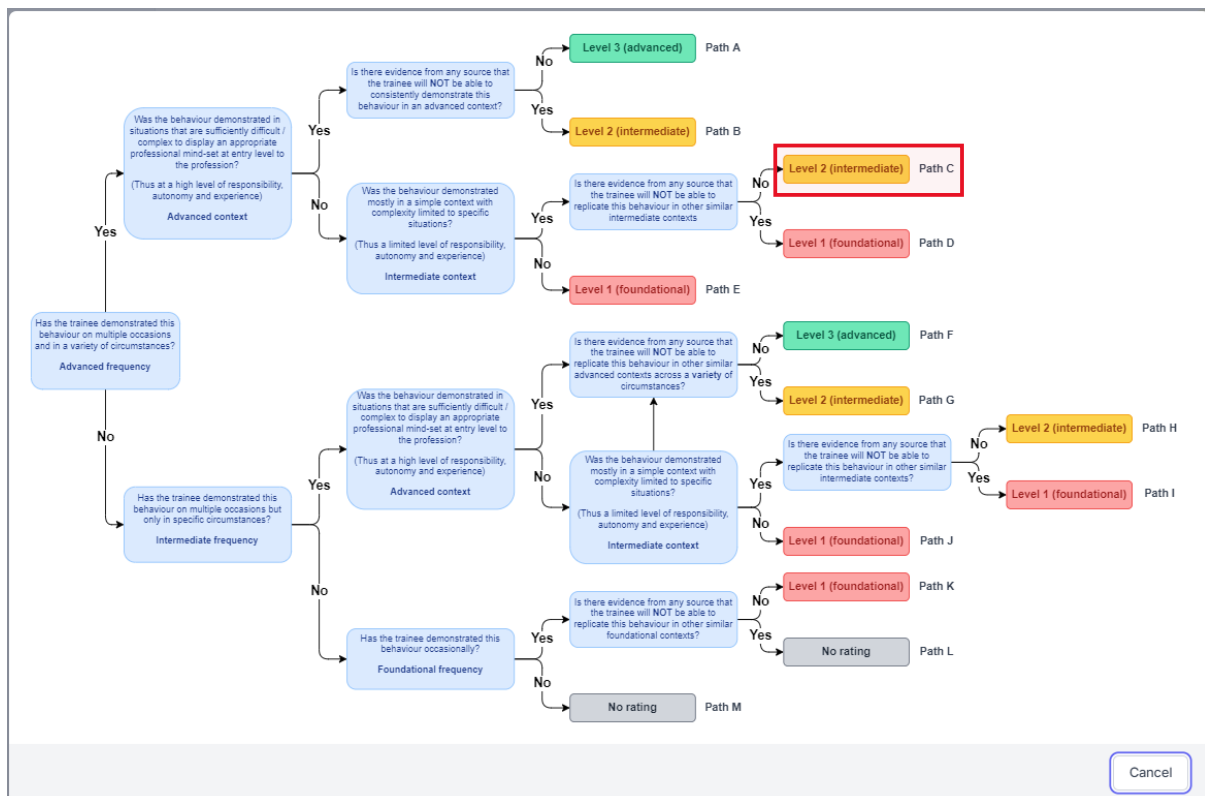 Level 3 (advanced)
Path A
No
Is there evidence from any source that
the trainee will NOT be able to
consistently demonstrate this
behaviour in an advanced context?
Yes
Level 2 (intermediate)
Path B
Yes
Was the behaviour demonstrated in
situations that are sufficiently difficult /
complex to display an appropriate
professional mind-set at entry level to
the profession?
(Thus at a high level of responsibility,
autonomy and experience)
Advanced context
No
Was the behaviour demonstrated
mostly in a simple context with
complexity limited to specific
situations?
(Thus a limited level of responsibility,
autonomy and experience)
Intermediate context
Yes
Is there evidence from any source that
the trainee will NOT be able to
replicate this behaviour in other similar
intermediate contexts
No
Level 2 (intermediate)
Path C
Yes
Level 1 (foundational)
Path D
No
Level 1 (foundational)
Path E
Yes
Has the trainee demonstrated this
behaviour on multiple occasions
and in a variety of circumstances?
Advanced frequency
No
Has the trainee demonstrated this
behaviour on multiple occasions but
only in specific circumstances?
Intermediate frequency
Yes
Was the behaviour demonstrated in
situations that are sufficiently difficult /
complex to display an appropriate
professional mind-set at entry level to
the profession?
(Thus at a high level of responsibility,
autonomy and experience)
Advanced context
Yes
Is there evidence from any source that
the trainee will NOT be able to
replicate this behaviour in other similar
advanced contexts across a variety of
circumstances?
No
Level 3 (advanced)
Path F
Yes
Level 2 (intermediate)
Path G
No
Was the behaviour demonstrated
mostly in a simple context with
complexity limited to specific
situations?
(Thus a limited level of responsibility,
autonomy and experience)
Intermediate context
Yes
Is there evidence from any source that
the trainee will NOT be able to
replicate this behaviour in other similar
intermediate contexts?
No
Level 2 (intermediate)
Path H
Yes
Level 1 (foundational)
Path I
No
Level 1 (foundational)
Path J
No
Has the trainee demonstrated this
behaviour occasionally?
Foundational frequency
Yes
Is there evidence from any source that
the trainee will NOT be able to
replicate this behaviour in other similar
foundational contexts?
No
Level 1 (foundational)
Path K
Yes
No rating
Path L
No
No rating
Path M
Cancel